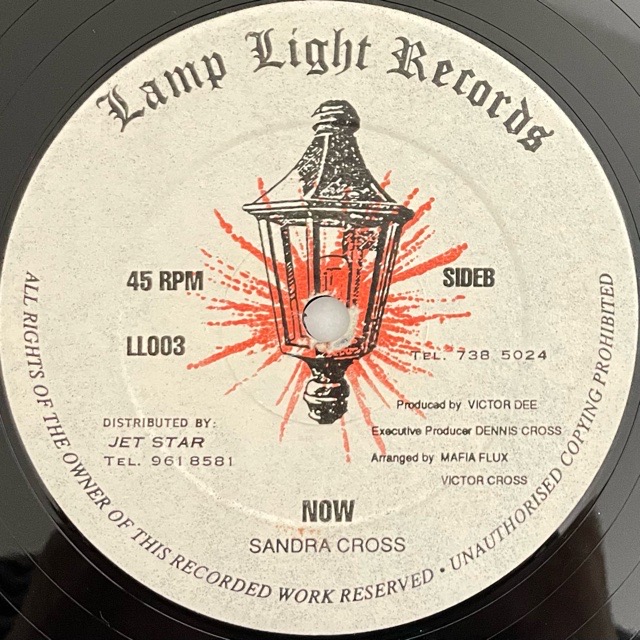 Lamp Light Records
45 RPM
SIDEB
LL003
TEL. 738 5024
Produced by VICTOR DEE
Executive Producer DENNIS CROSS
Arranged by MAFIA FLUX
VICTOR CROSS
DISTRIBUTED BY:
JET STAR
TEL. 961 8581
NOW
SANDRA CROSS
ALL RIGHTS OF THE OWNER OF THIS RECORDED WORK RESERVED • UNAUTHORISED COPYING PROHIBITED